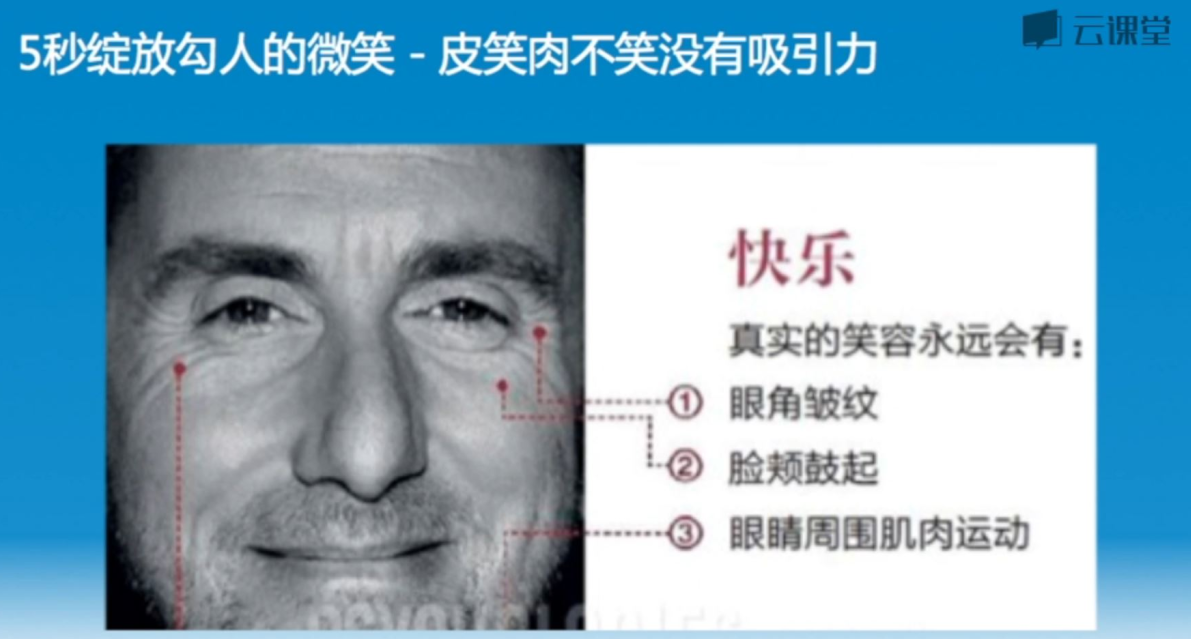 云课堂
5秒绽放勾人的微笑 - 皮笑肉不笑没有吸引力
快乐
真实的笑容永远会有:
① 眼角皱纹
② 脸颊鼓起
③ 眼睛周围肌肉运动